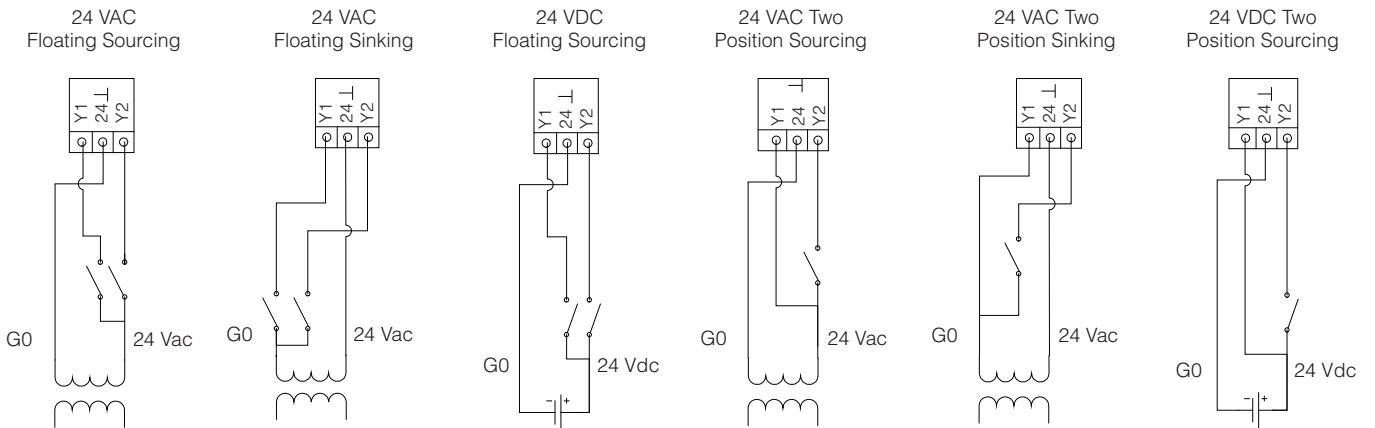 24 VAC
Floating Sourcing
24 VAC
Floating Sinking
24 VDC
Floating Sourcing
24 VAC Two
Position Sourcing
24 VAC Two
Position Sinking
24 VDC Two
Position Sourcing
Y1
24
Y2
Y1
24
Y2
Y1
24
Y2
Y1
24
Y2
Y1
24
Y2
Y1
24
Y2
G0
24 Vac
G0
24 Vac
G0
24 Vdc
- +
G0
24 Vac
G0
24 Vac
G0
24 Vdc
- +